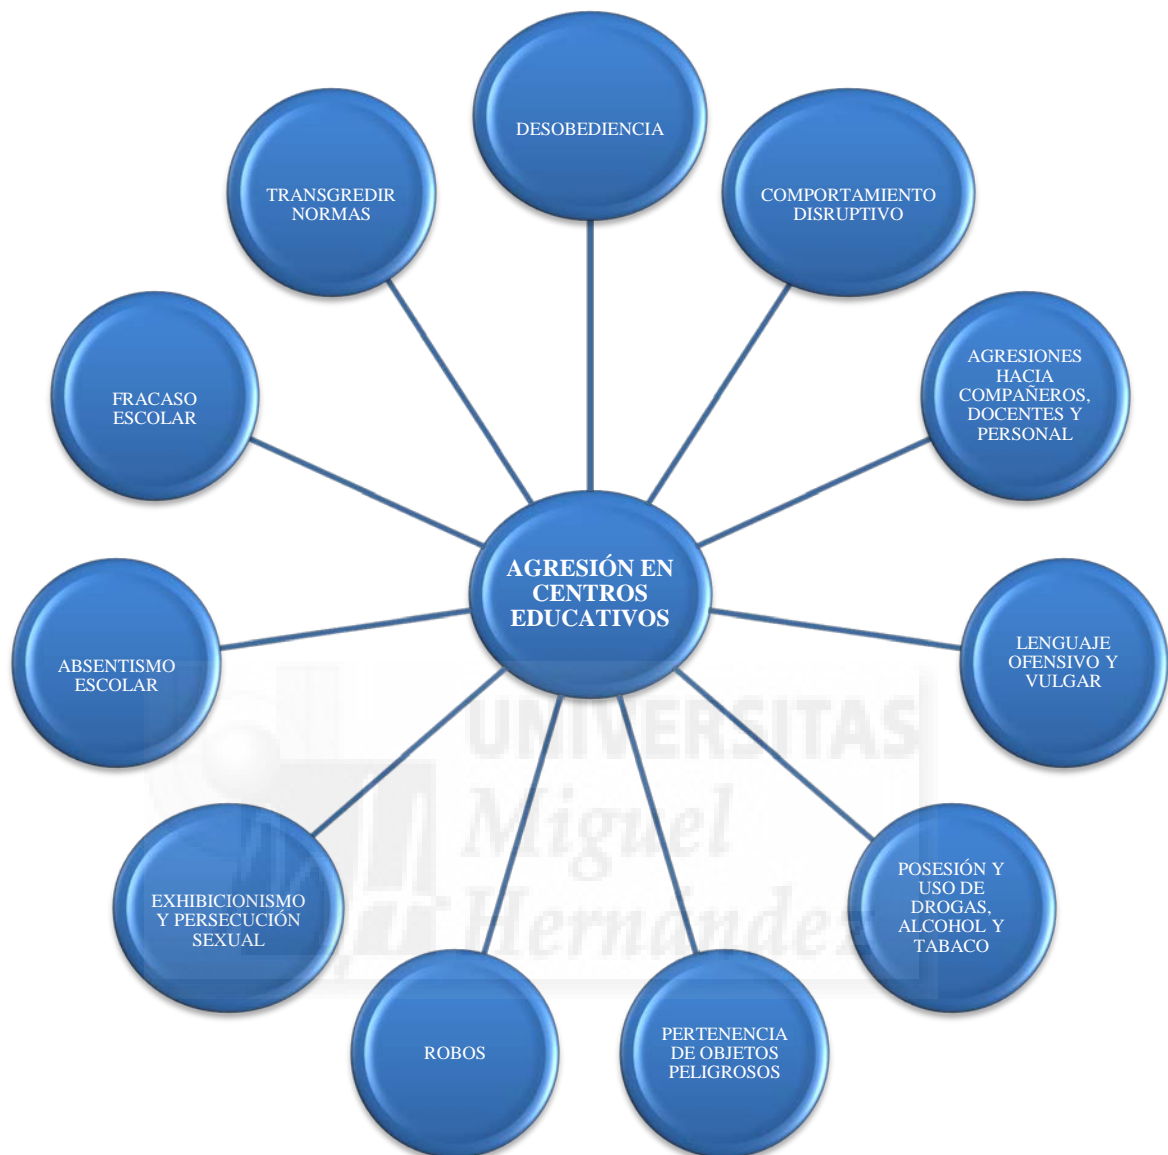 DESOBEDIENCIA
COMPORTAMIENTO
DISRUPTIVO
AGRESIONES
HACIA
COMPAÑEROS,
DOCENTES Y
PERSONAL
LENGUAJE
OFENSIVO Y
VULGAR
POSESIÓN Y
USO DE
DROGAS,
ALCOHOL Y
TABACO
PERTENENCIA
DE OBJETOS
PELIGROSOS
ROBOS
EXHIBICIONISMO
Y PERSECUCIÓN
SEXUAL
ABSENTISMO
ESCOLAR
FRACASO
ESCOLAR
TRANSGREDIR
NORMAS
AGRESIÓN EN
CENTROS
EDUCATIVOS
UNIVERSITAS
Miguel
Hernández